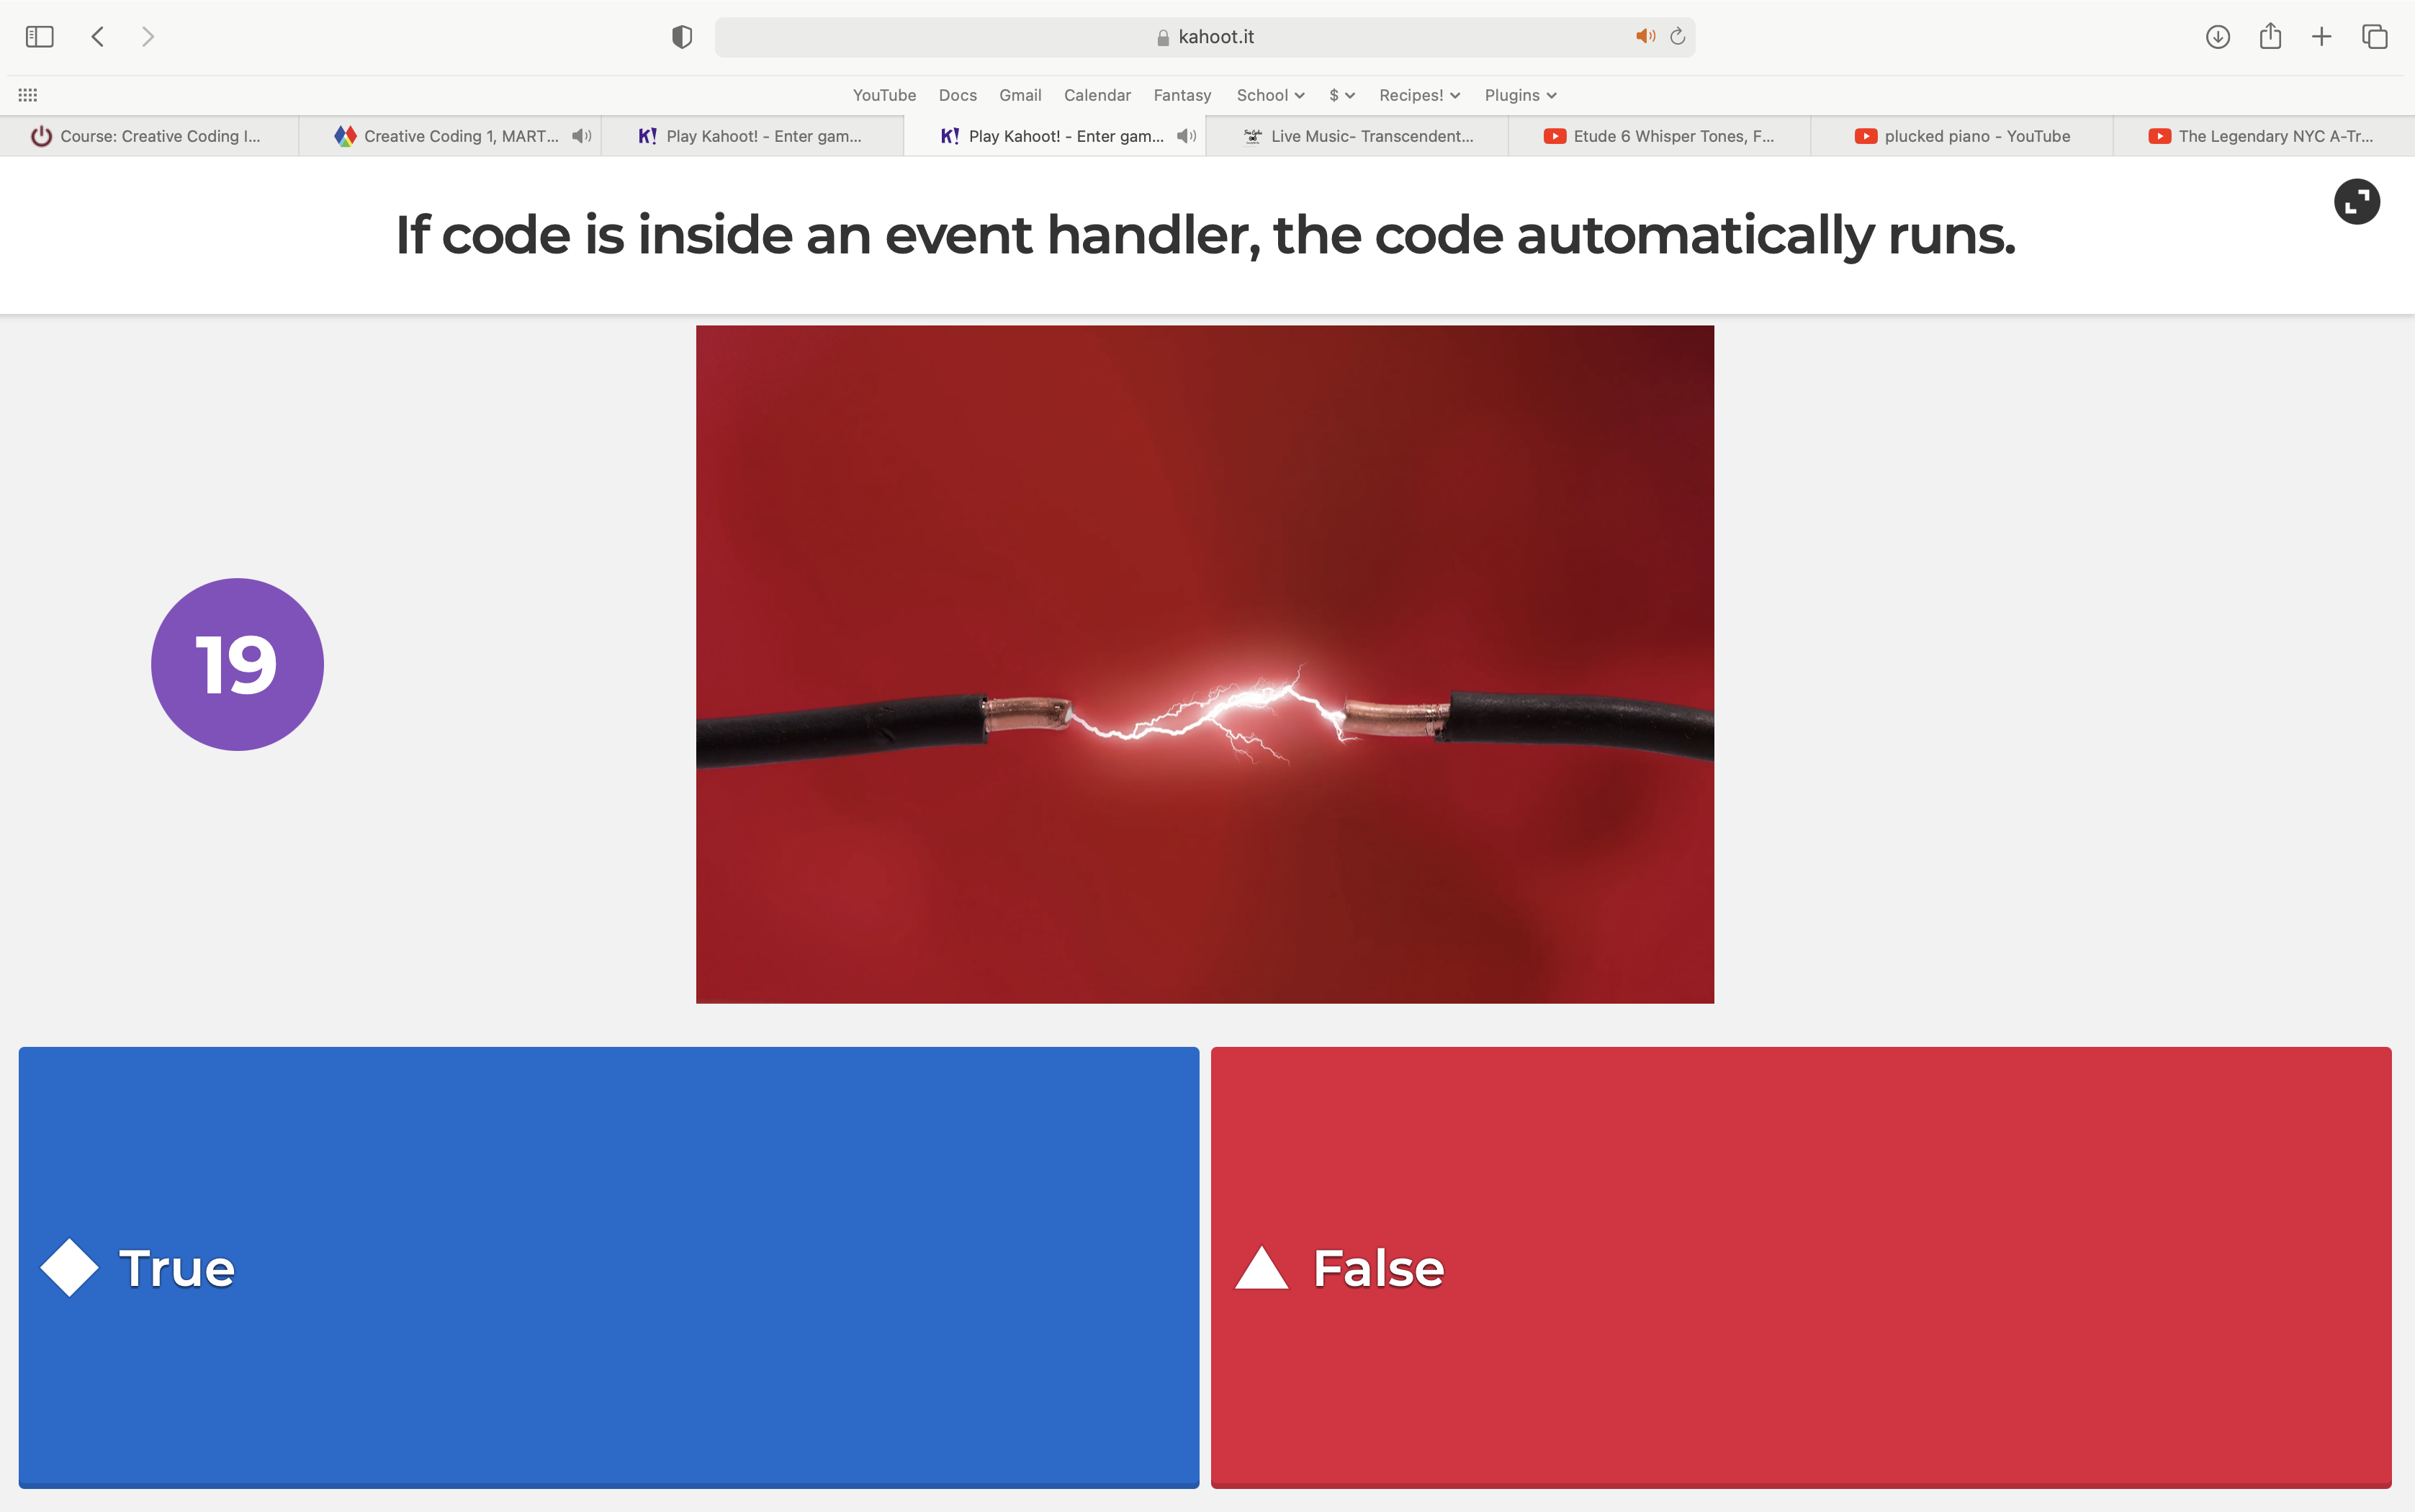 kahoot.it
YouTube Docs Gmail Calendar Fantasy School $ Recipes! Plugins
Course: Creative Coding I... Creative Coding 1, MART... K! Play Kahoot! - Enter gam... K! Play Kahoot! - Enter gam... Live Music- Transcendent... Etude 6 Whisper Tones, F... plucked piano - YouTube The Legendary NYC A-Tr...
If code is inside an event handler, the code automatically runs.
19
True False